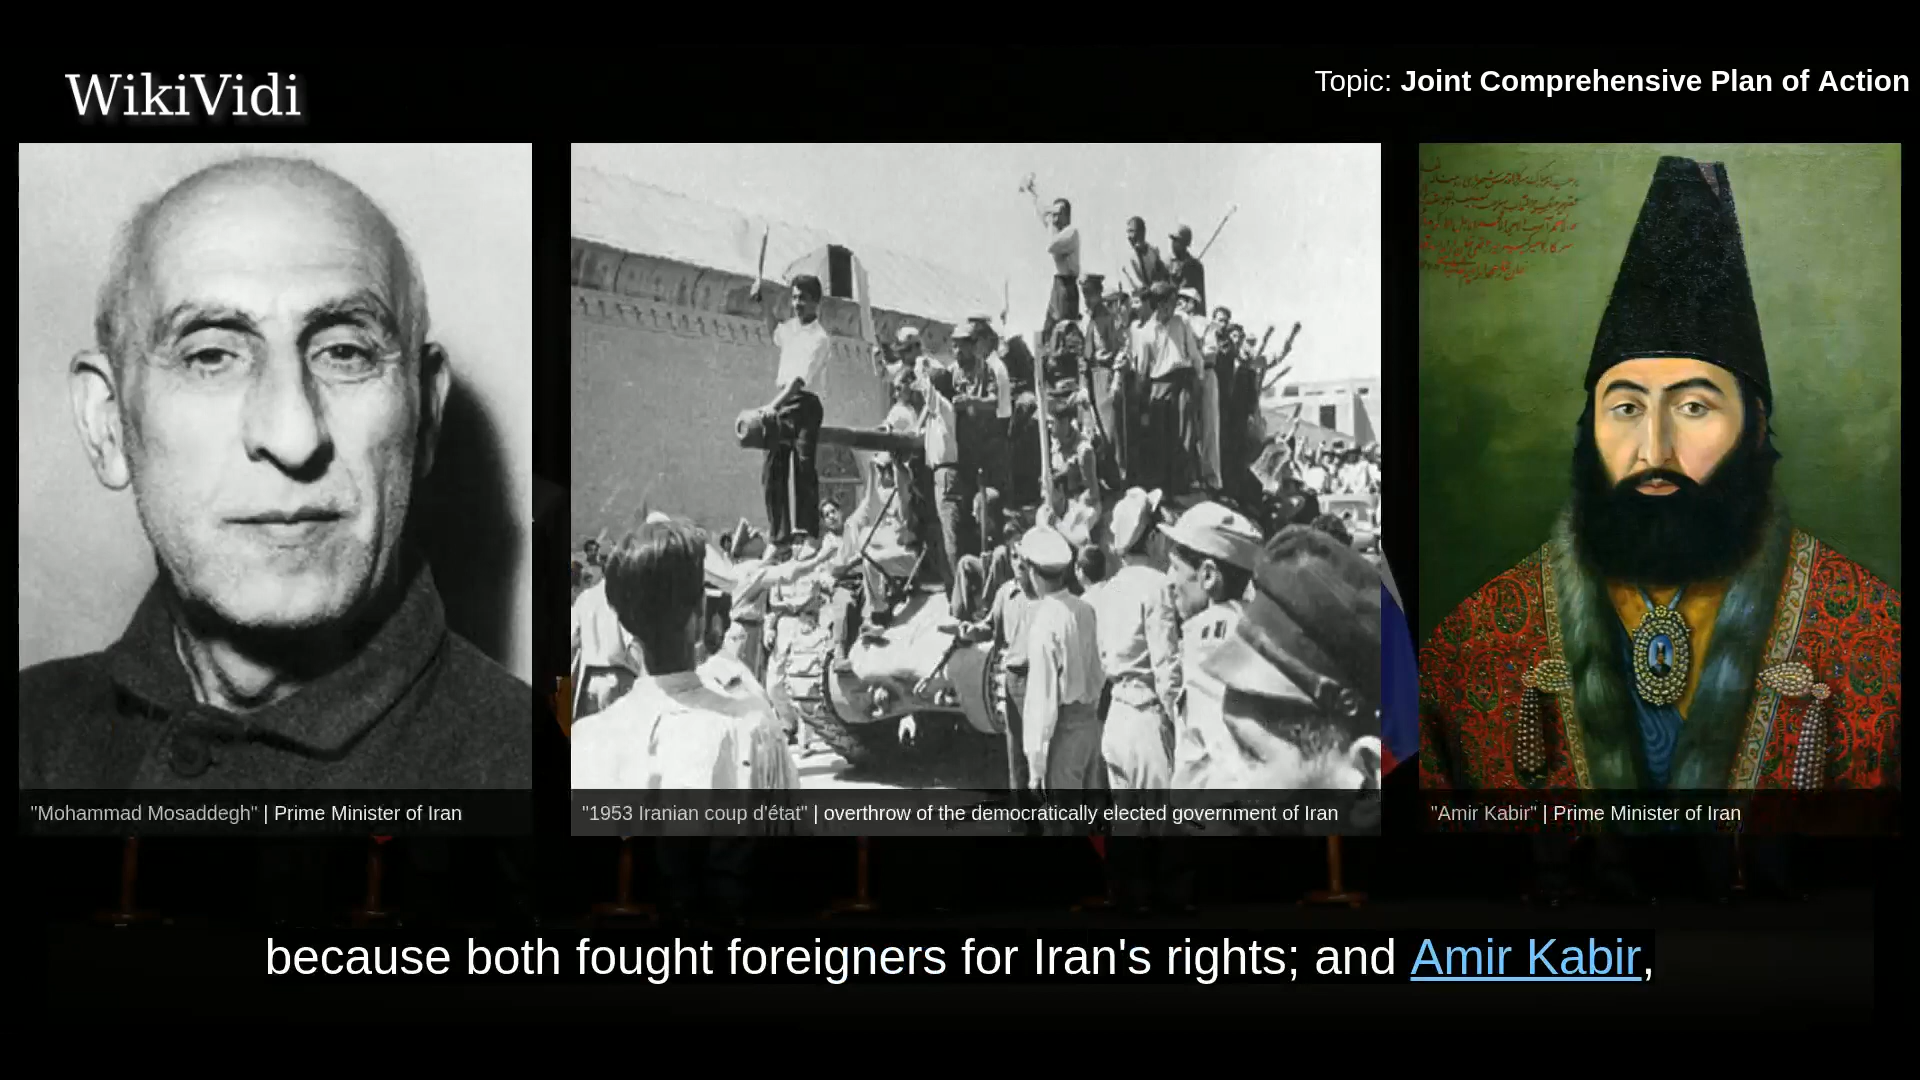 WikiVidi
Topic: Joint Comprehensive Plan of Action
"Mohammad Mosaddegh" | Prime Minister of Iran
"1953 Iranian coup d'état" | overthrow of the democratically elected government of Iran
"Amir Kabir" | Prime Minister of Iran
because both fought foreigners for Iran's rights; and Amir Kabir,